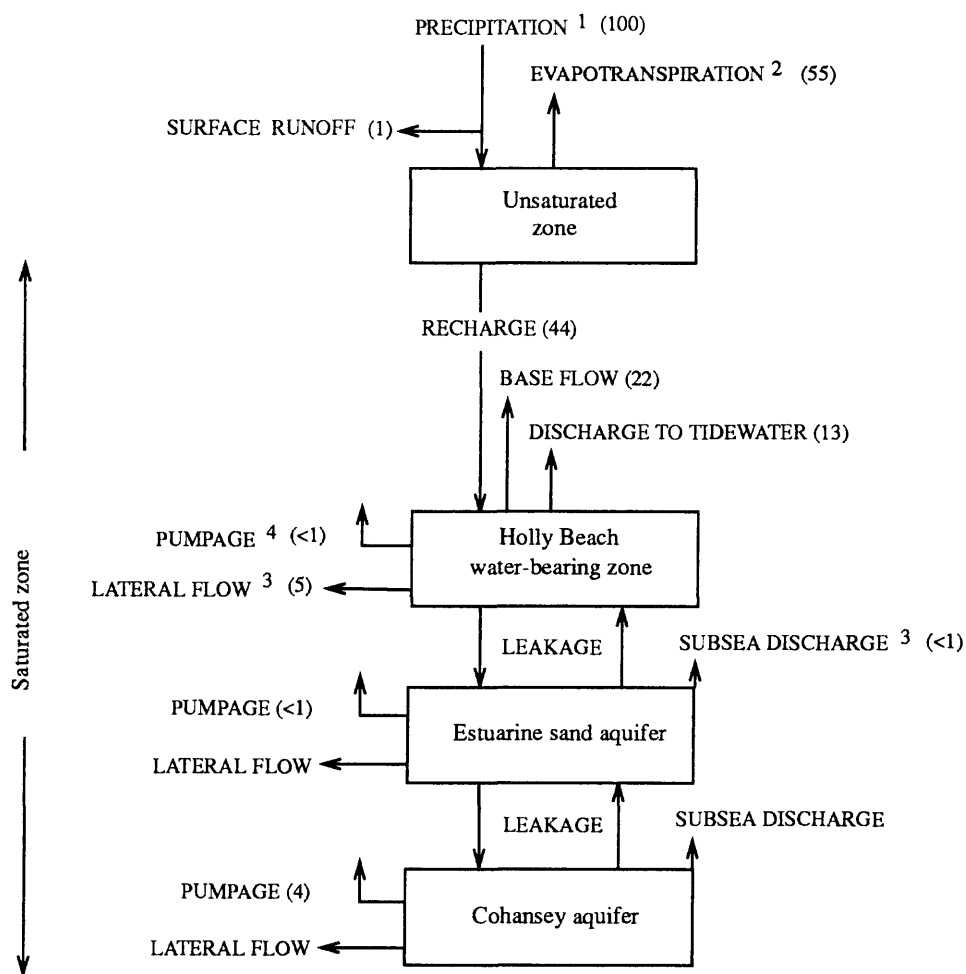 PRECIPITATION 1 (100)
EVAPOTRANSPIRATION 2 (55)
SURFACE RUNOFF (1)
Unsaturated
zone
RECHARGE (44)
BASE FLOW (22)
DISCHARGE TO TIDEWATER (13)
PUMPAGE 4 (<1)
Holly Beach
water-bearing zone
LATERAL FLOW 3 (5)
Saturated zone
LEAKAGE
SUBSEA DISCHARGE 3 (<1)
PUMPAGE (<1)
Estuarine sand aquifer
LATERAL FLOW
LEAKAGE
SUBSEA DISCHARGE
PUMPAGE (4)
Cohansey aquifer
LATERAL FLOW